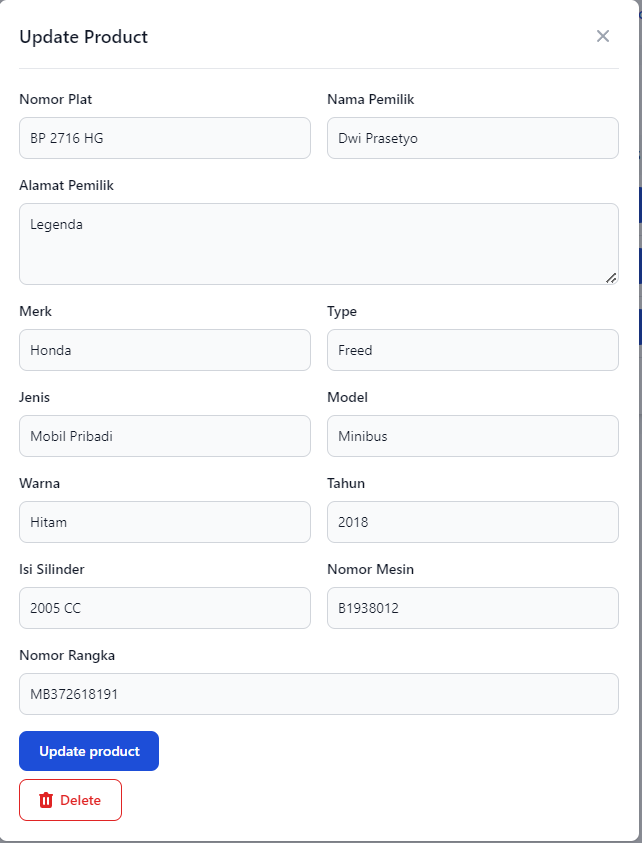 Update Product
Nomor Plat
Nama Pemilik
BP 2716 HG
Dwi Prasetyo
Alamat Pemilik
Legenda
Merk
Type
Honda
Freed
Jenis
Model
Mobil Pribadi
Minibus
Warna
Tahun
Hitam
2018
Isi Silinder
Nomor Mesin
2005 CC
B1938012
Nomor Rangka
MB372618191
Update product
Delete